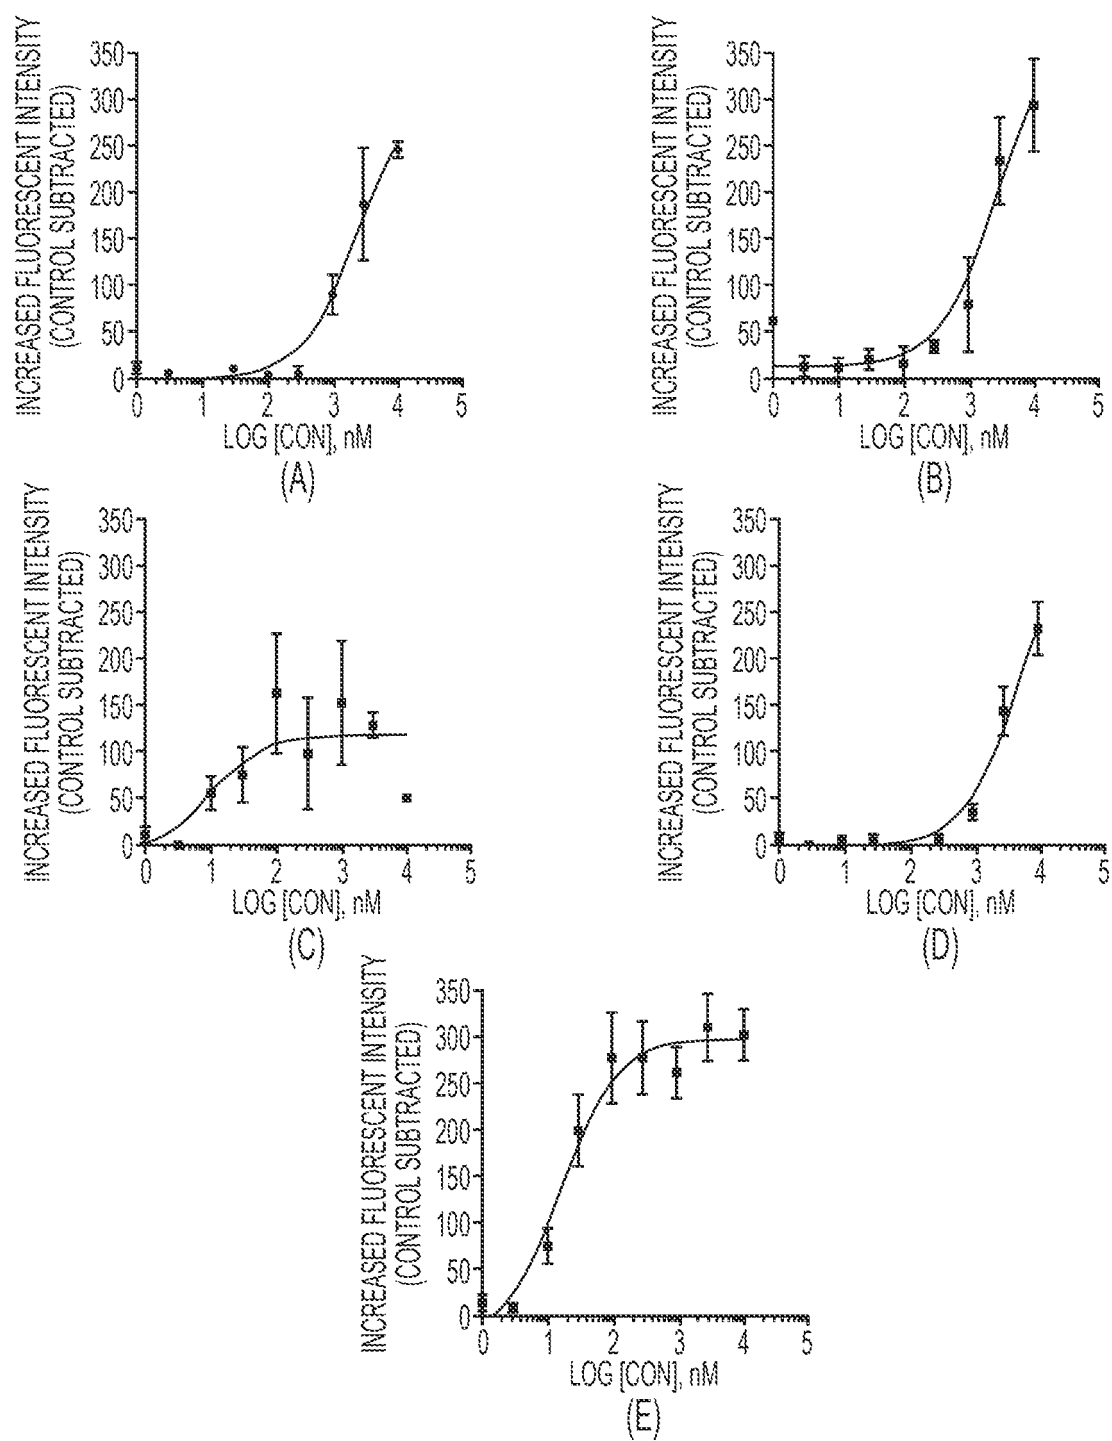 INCREASED FLUORESCENT INTENSITY
(CONTROL SUBTRACTED)
350
300
250
200
150
100
50
0
0 1 2 3 4 5
LOG [CON], nM
(A)
INCREASED FLUORESCENT INTENSITY
(CONTROL SUBTRACTED)
350
300
250
200
150
100
50
0
0 1 2 3 4 5
LOG [CON], nM
(B)
INCREASED FLUORESCENT INTENSITY
(CONTROL SUBTRACTED)
350
300
250
200
150
100
50
0
0 1 2 3 4 5
LOG [CON], nM
(C)
INCREASED FLUORESCENT INTENSITY
(CONTROL SUBTRACTED)
350
300
250
200
150
100
50
0
0 1 2 3 4 5
LOG [CON], nM
(D)
INCREASED FLUORESCENT INTENSITY
(CONTROL SUBTRACTED)
350
300
250
200
150
100
50
0
0 1 2 3 4 5
LOG [CON], nM
(E)